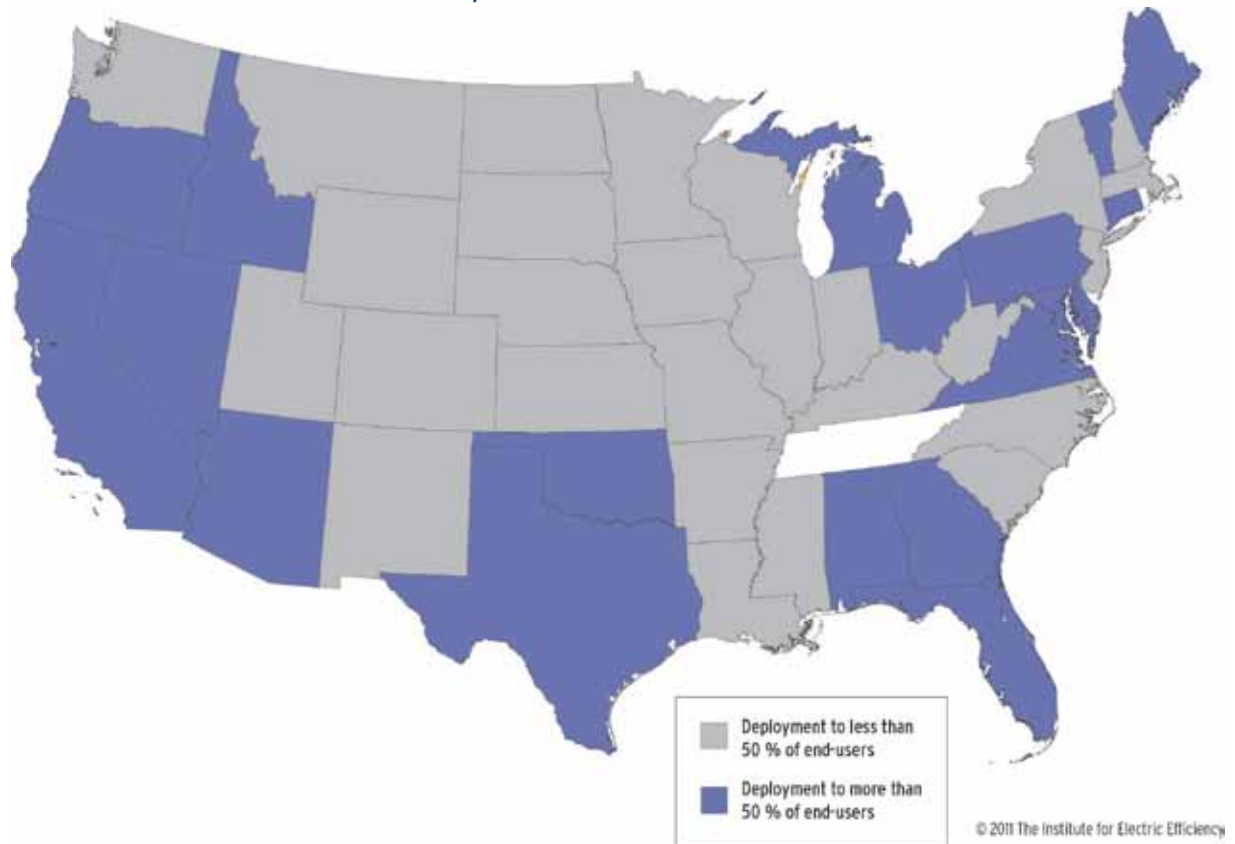 Deployment to less than
50 % of end-users
Deployment to more than
50 % of end-users
© 2011 The Institute for Electric Efficiency